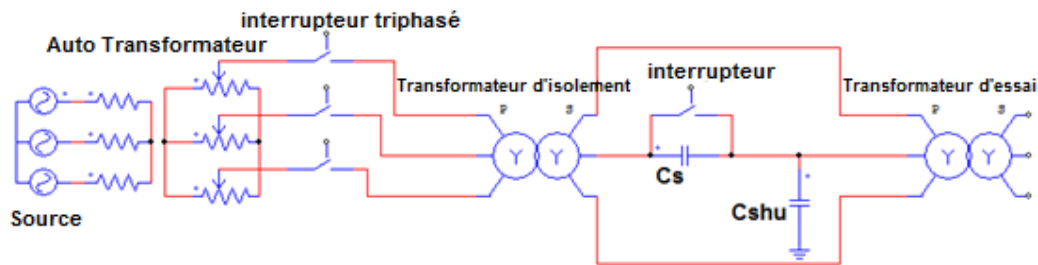 interrupteur triphasé
Auto Transformateur
Transformateur d'isolement
interrupteur
Transformateur d'essai
P
S
P
S
Y
Y
Y
Y
Cs
Cshu
Source